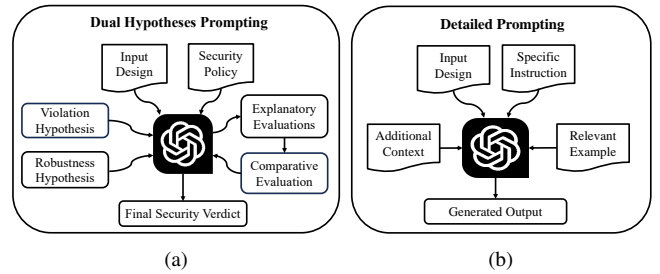 Dual Hypotheses Prompting
Input
Design
Security
Policy
Violation
Hypothesis
Explanatory
Evaluations
Robustness
Hypothesis
Comparative
Evaluation
Final Security Verdict
(a)
Detailed Prompting
Input
Design
Specific
Instruction
Additional
Context
Relevant
Example
Generated Output
(b)